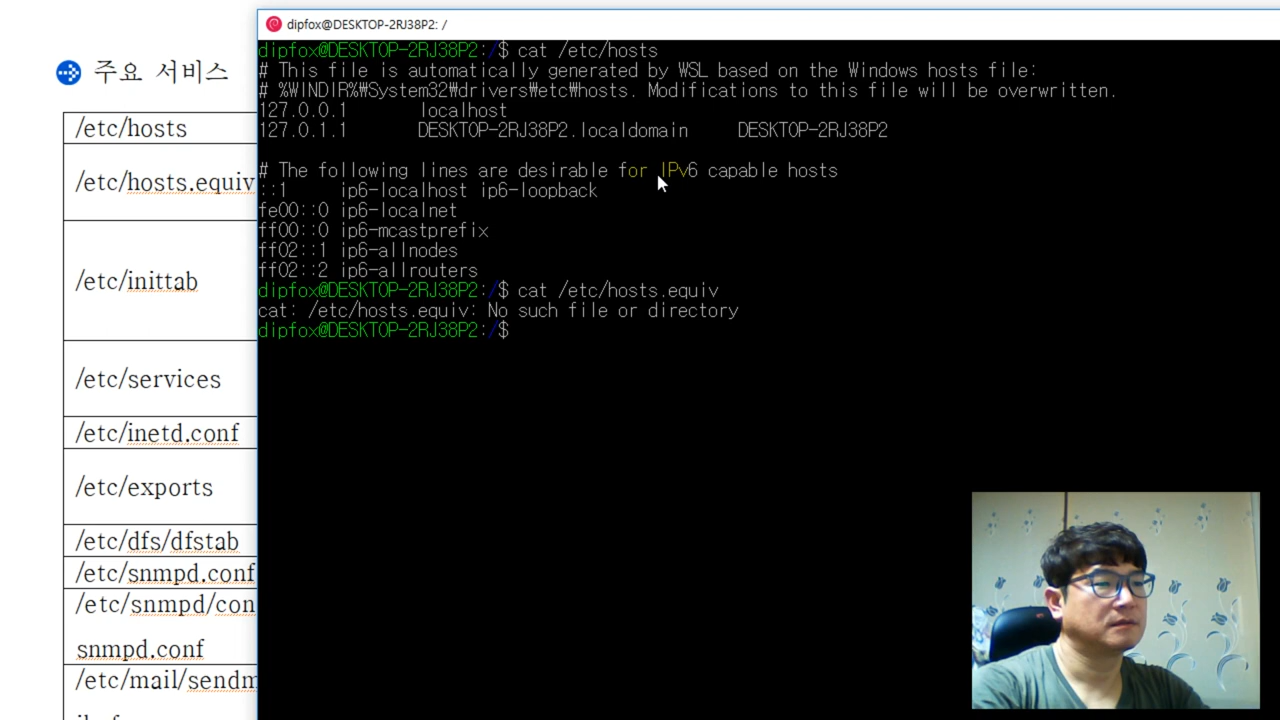 dipfox@DESKTOP-2RJ38P2: /
주요 서비스
/etc/hosts
/etc/hosts.equiv
/etc/inittab
/etc/services
/etc/inetd.conf
/etc/exports
/etc/dfs/dfstab
/etc/snmpd.conf
/etc/snmpd/con
snmpd.conf
/etc/mail/sendm
dipfox@DESKTOP-2RJ38P2:/$ cat /etc/hosts
# This file is automatically generated by WSL based on the Windows hosts file:
# %WINDIR%₩System32₩drivers₩etc₩hosts. Modifications to this file will be overwritten.
127.0.0.1 localhost
127.0.1.1 DESKTOP-2RJ38P2.localdomain DESKTOP-2RJ38P2
# The following lines are desirable for IPv6 capable hosts
::1 ip6-localhost ip6-loopback
fe00::0 ip6-localnet
ff00::0 ip6-mcastprefix
ff02::1 ip6-allnodes
ff02::2 ip6-allrouters
dipfox@DESKTOP-2RJ38P2:/$ cat /etc/hosts.equiv
cat: /etc/hosts.equiv: No such file or directory
dipfox@DESKTOP-2RJ38P2:/$